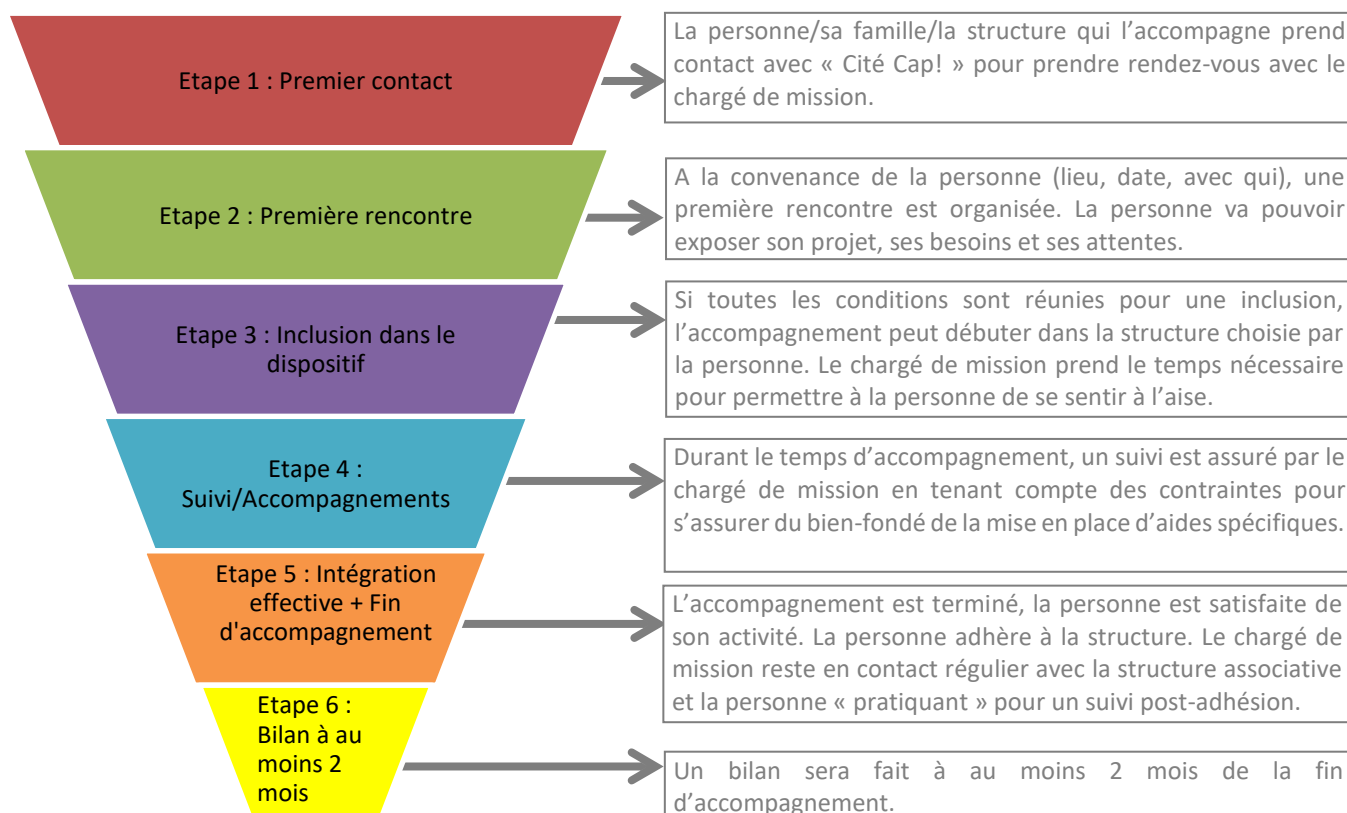 Etape 1 : Premier contact
La personne/sa famille/la structure qui l’accompagne prend
contact avec « Cité Cap! » pour prendre rendez-vous avec le
chargé de mission.
Etape 2 : Première rencontre
A la convenance de la personne (lieu, date, avec qui), une
première rencontre est organisée. La personne va pouvoir
exposer son projet, ses besoins et ses attentes.
Etape 3 : Inclusion dans le
dispositif
Si toutes les conditions sont réunies pour une inclusion,
l’accompagnement peut débuter dans la structure choisie par
la personne. Le chargé de mission prend le temps nécessaire
pour permettre à la personne de se sentir à l’aise.
Etape 4 :
Suivi/Accompagnements
Durant le temps d’accompagnement, un suivi est assuré par le
chargé de mission en tenant compte des contraintes pour
s’assurer du bien-fondé de la mise en place d’aides spécifiques.
Etape 5 : Intégration
effective + Fin
d'accompagnement
L’accompagnement est terminé, la personne est satisfaite de
son activité. La personne adhère à la structure. Le chargé de
mission reste en contact régulier avec la structure associative
et la personne « pratiquant » pour un suivi post-adhésion.
Etape 6 :
Bilan à au
moins 2
mois
Un bilan sera fait à au moins 2 mois de la fin
d’accompagnement.